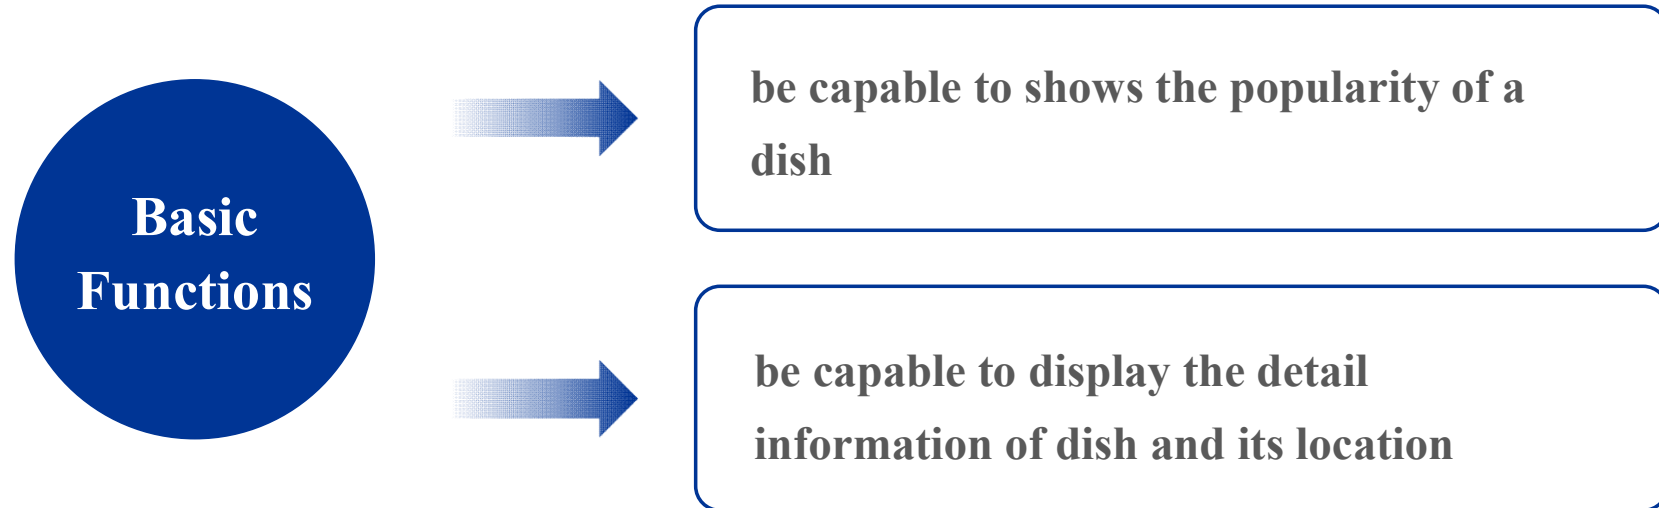 Basic
Functions
be capable to shows the popularity of a
dish
be capable to display the detail
information of dish and its location